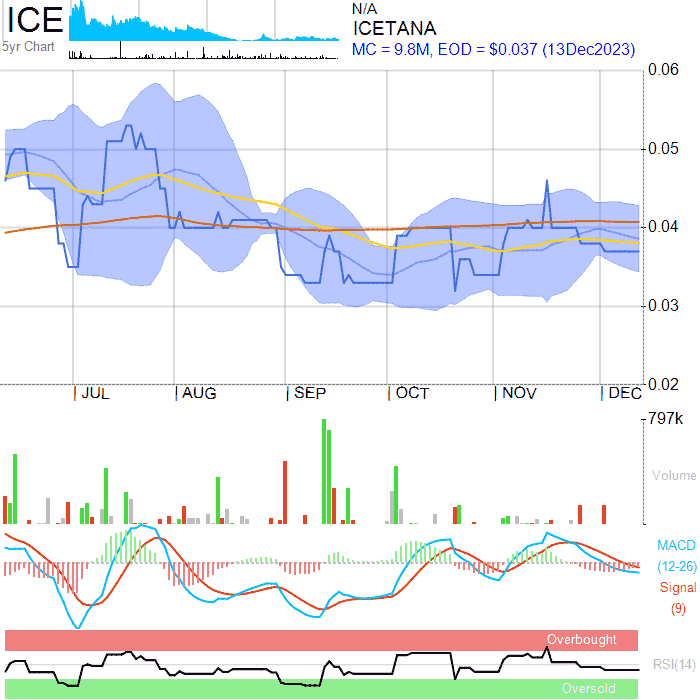 ICE
5yr Chart
N/A
ICETANA
MC = 9.8M, EOD = $0.037 (13Dec2023)
0.06
0.05
0.04
0.03
0.02
JUL AUG SEP OCT NOV DEC
797k
Volume
MACD
(12-26)
Signal
(9)
Overbought
RSI(14)
Oversold